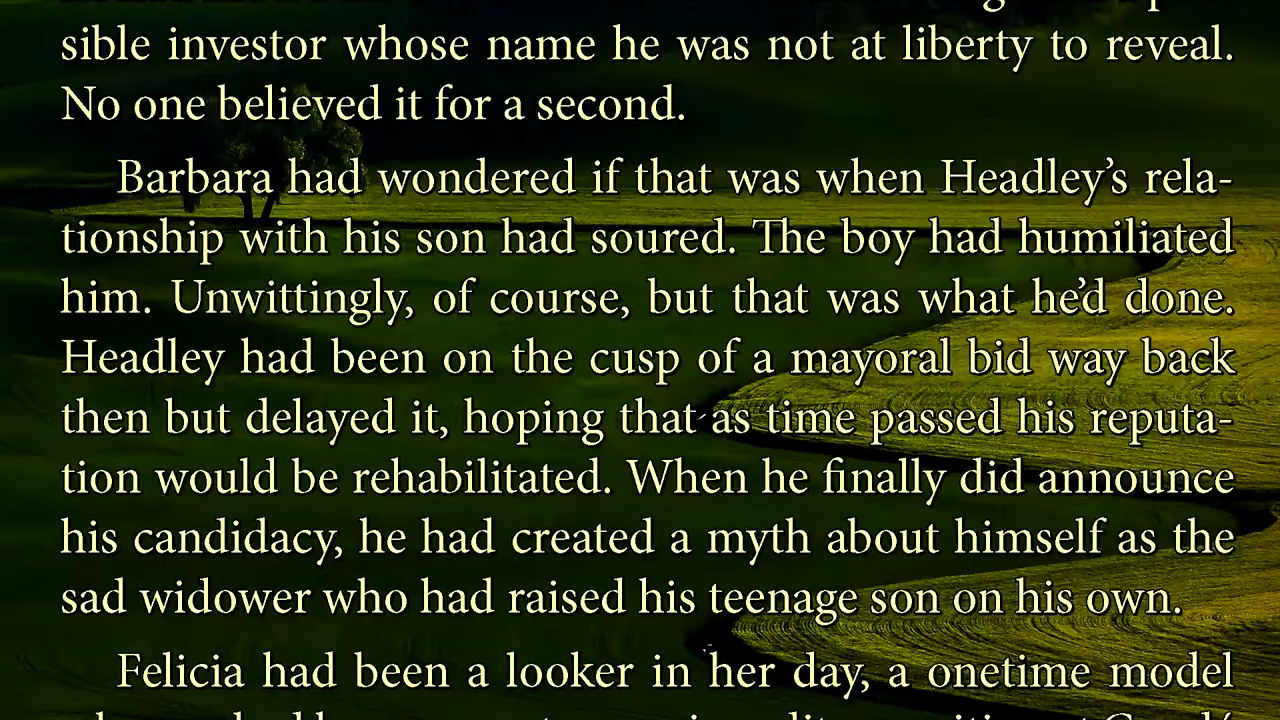 sible investor whose name he was not at liberty to reveal.
No one believed it for a second.
Barbara had wondered if that was when Headley’s rela-
tionship with his son had soured. The boy had humiliated
him. Unwittingly, of course, but that was what he’d done.
Headley had been on the cusp of a mayoral bid way back
then but delayed it, hoping that as time passed his reputa-
tion would be rehabilitated. When he finally did announce
his candidacy, he had created a myth about himself as the
sad widower who had raised his teenage son on his own.
Felicia had been a looker in her day, a onetime model